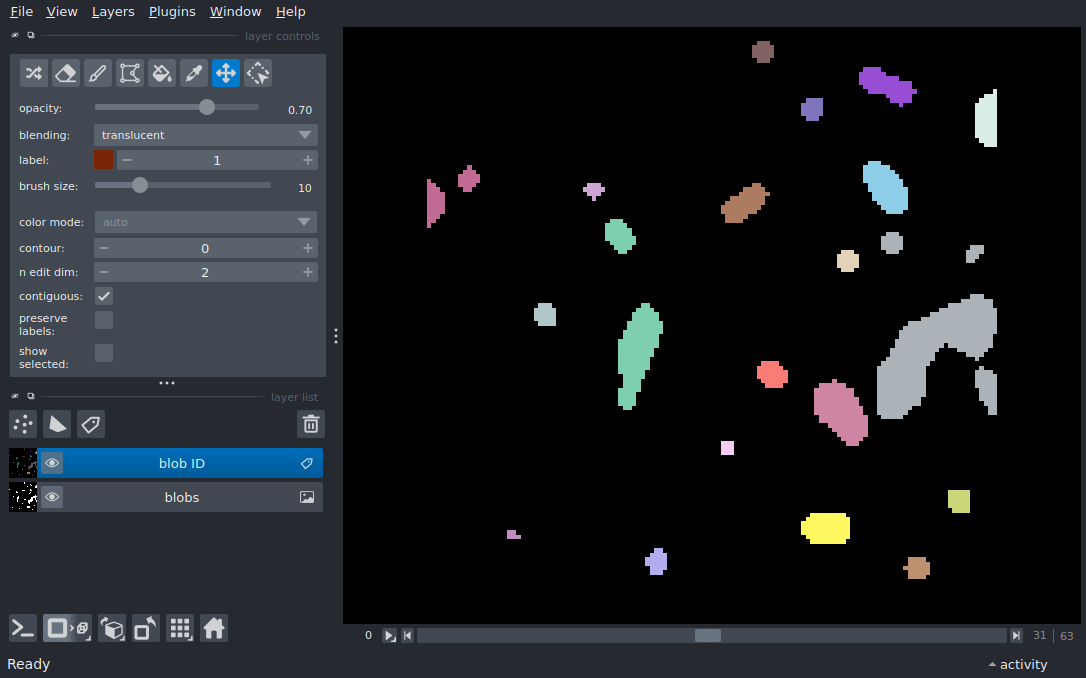 File View Layers Plugins Window Help
layer controls
opacity: 0.70
blending: translucent
label: 1
brush size: 10
color mode: auto
contour: 0
n edit dim: 2
contiguous:
preserve
labels:
show
selected:
layer list
blob ID
blobs
0 31 63
Ready activity